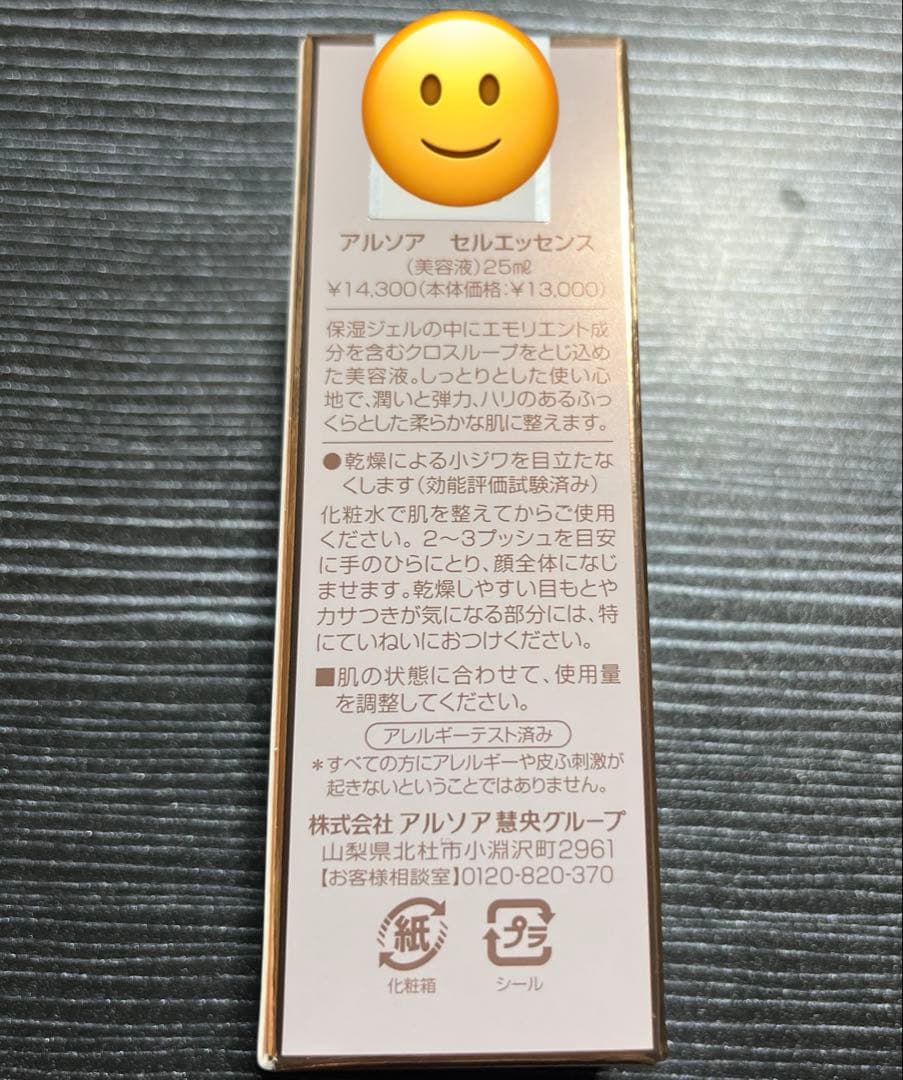 アルソア　セルエッセンス
(美容液)25㎖
¥14,300(本体価格:¥13,000)
保湿ジェルの中にエモリエント成
分を含むクロスループをとじ込め
た美容液。しっとりとした使い心
地で、潤いと弾力、ハリのあるふっ
くらとした柔らかな肌に整えます。
●乾燥による小ジワを目立たな
くします(効能評価試験済み)
化粧水で肌を整えてからご使用
ください。2〜3プッシュを目安
に手のひらにとり、顔全体になじ
ませます。乾燥しやすい目もとや
カサつきが気になる部分には、特
にていねいにおつけください。
■肌の状態に合わせて、使用量
を調整してください。
アレルギーテスト済み
*すべての方にアレルギーや皮ふ刺激が
起きないということではありません。
株式会社 アルソア慧央グループ
山梨県北杜市小淵沢町2961
【お客様相談室】0120-820-370
紙 プラ
化粧箱 シール